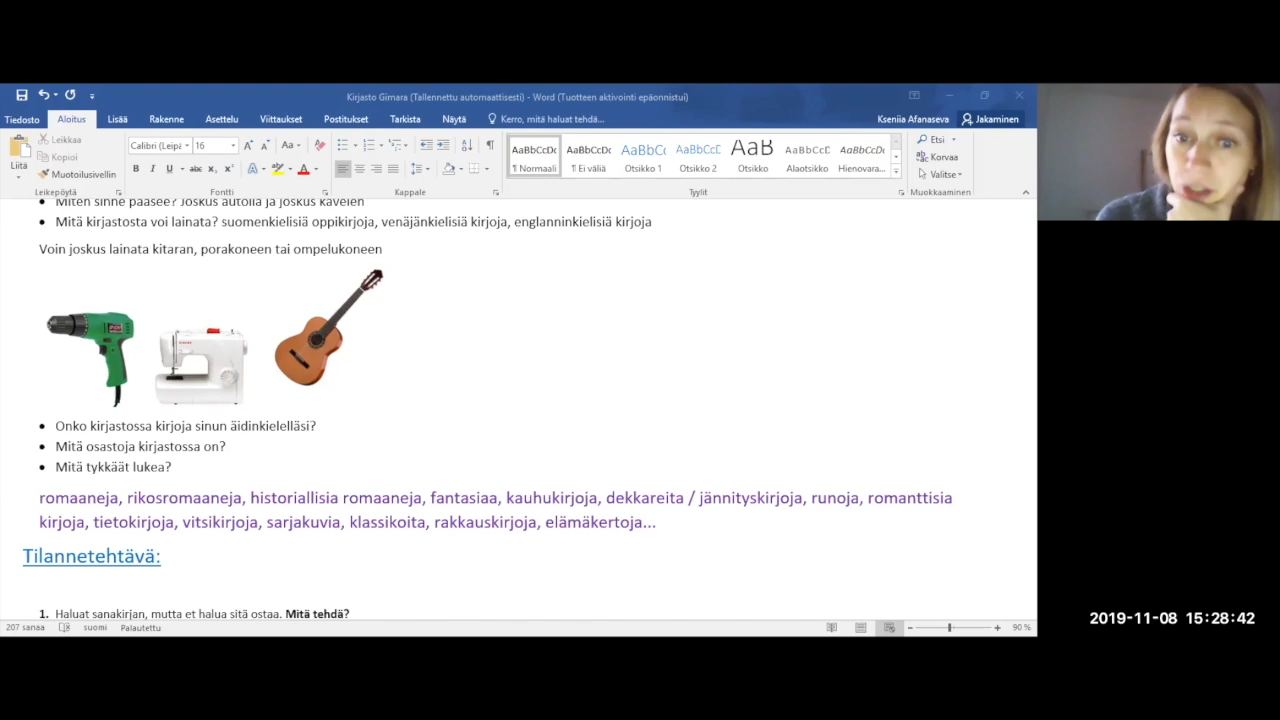 Kirjasto Gimara (Tallennettu automaattisesti) - Word (Tuotteen aktivointi epäonnistui)
Tiedosto Aloitus Lisää Rakenne Asettelu Viittaukset Postitukset Tarkista Näytä Kerro, mitä haluat tehdä... Kseniia Afanaseva Jakaminen
Liitä
Leikkaa
Kopioi
Muotoilusivellin
Leikepöytä
Calibri (Leipä 16
Fontti
Kappale
AaBbCcDc AaBbCcDc AaBbCc AaBbCcC AaB AaBbCcD AaBbCcDc
¶ Normaali ¶ Ei väliä Otsikko 1 Otsikko 2 Otsikko Alaotsikko Hienovara...
Tyylit
Etsi
Korvaa
Valitse
Muokkaaminen
• Miten sinne pääsee? Joskus autolla ja joskus kävelen
• Mitä kirjastosta voi lainata? suomenkielisiä oppikirjoja, venäjänkielisiä kirjoja, englanninkielisiä kirjoja
Voin joskus lainata kitaran, porakoneen tai ompelukoneen
• Onko kirjastossa kirjoja sinun äidinkielelläsi?
• Mitä osastoja kirjastossa on?
• Mitä tykkäät lukea?
romaaneja, rikosromaaneja, historiallisia romaaneja, fantasiaa, kauhukirjoja, dekkareita / jännityskirjoja, runoja, romanttisia
kirjoja, tietokirjoja, vitsikirjoja, sarjakuvia, klassikoita, rakkauskirjoja, elämäkertoja...
Tilannetehtävä:
1. Haluat sanakirjan, mutta et halua sitä ostaa. Mitä tehdä?
207 sanaa suomi Palautettu 90 %
2019-11-08 15:28:42